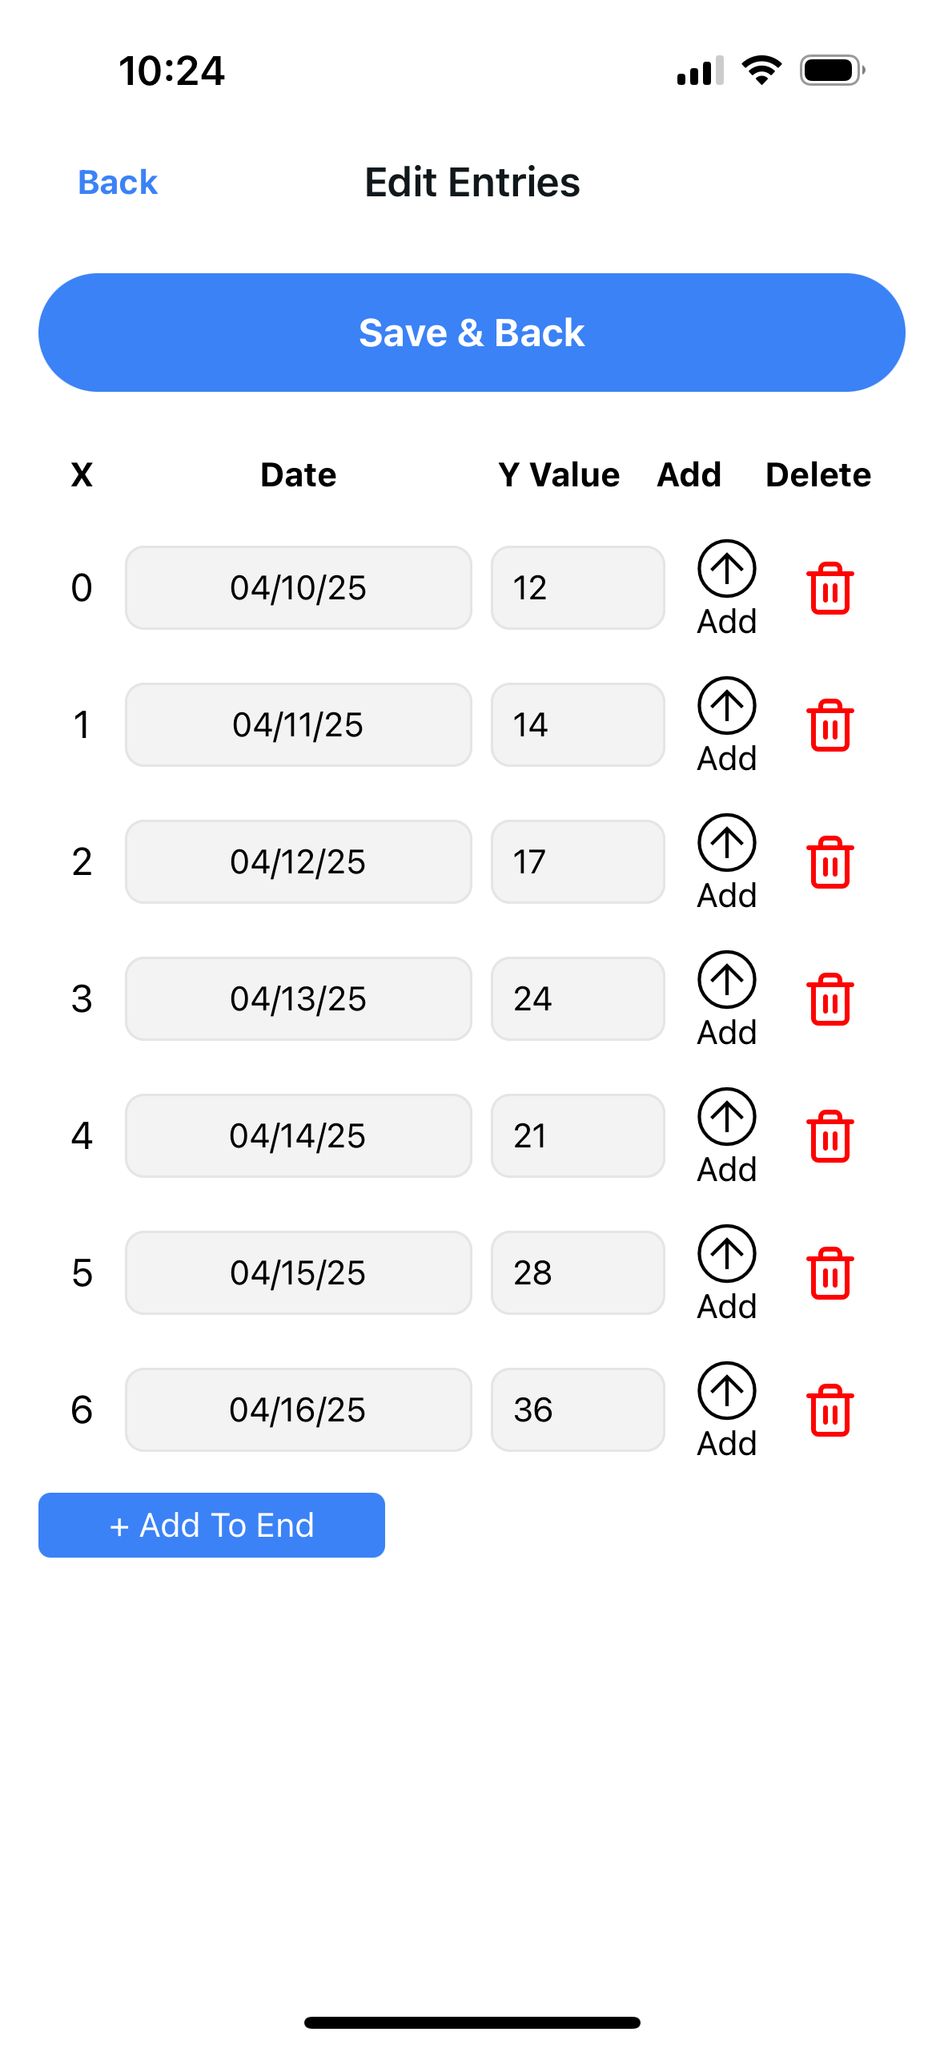 10:24
Back Edit Entries
Save & Back
X Date Y Value Add Delete
0 04/10/25 12 Add
1 04/11/25 14 Add
2 04/12/25 17 Add
3 04/13/25 24 Add
4 04/14/25 21 Add
5 04/15/25 28 Add
6 04/16/25 36 Add
+ Add To End